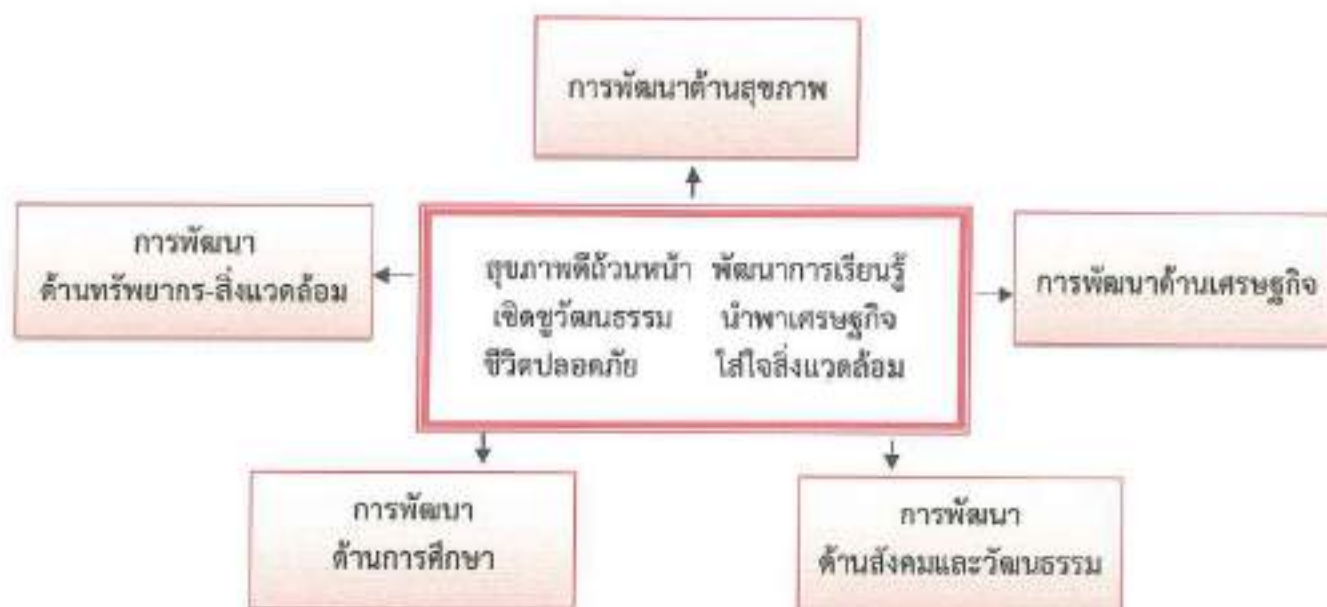 การพัฒนาด้านสุขภาพ
การพัฒนา
ด้านทรัพยากร-สิ่งแวดล้อม
สุขภาพดีถ้วนหน้า พัฒนาการเรียนรู้
เชิดชูวัฒนธรรม นำพาเศรษฐกิจ
ชีวิตปลอดภัย ใส่ใจสิ่งแวดล้อม
การพัฒนาด้านเศรษฐกิจ
การพัฒนา
ด้านการศึกษา
การพัฒนา
ด้านสังคมและวัฒนธรรม